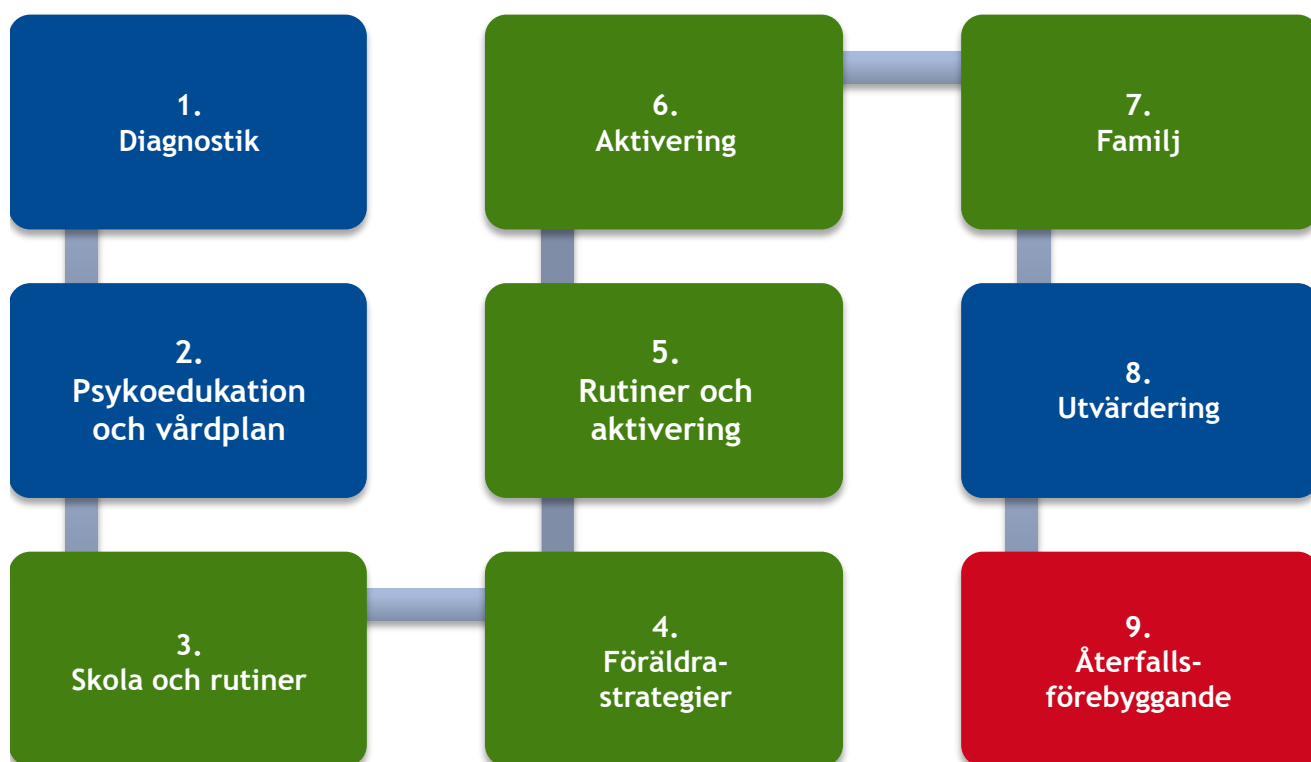 1.
Diagnostik
2.
Psykoedukation
och vårdplan
3.
Skola och rutiner
4.
Föräldra-
strategier
5.
Rutiner och
aktivering
6.
Aktivering
7.
Familj
8.
Utvärdering
9.
Återfalls-
förebyggande